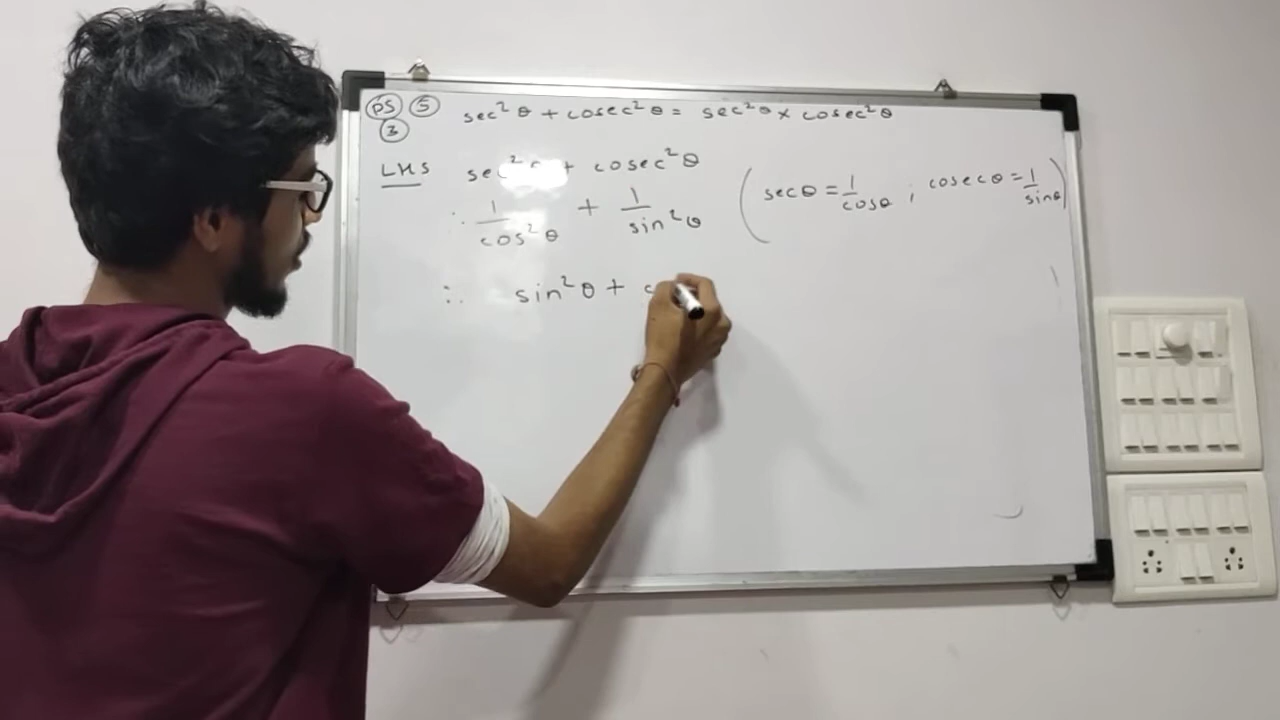 PS 5 sec²θ + cosec²θ = sec²θ × cosec²θ
3
LHS sec²θ + cosec²θ
(secθ = 1/cosθ ; cosecθ = 1/sinθ)
∴ 1/cos²θ + 1/sin²θ
∴ sin²θ + c